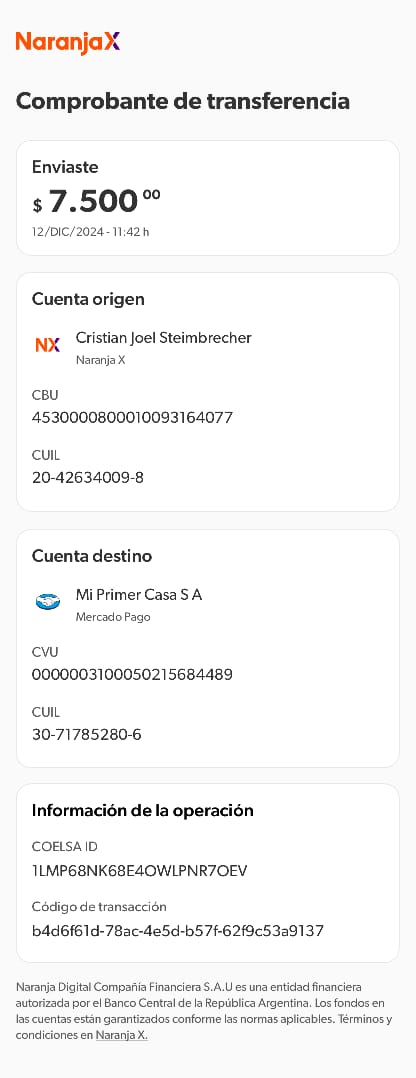 NaranjaX
Comprobante de transferencia
Enviaste
$ 7.500 00
12/DIC/2024 - 11:42 h
Cuenta origen
NX
Cristian Joel Steimbrecher
Naranja X
CBU
4530000800010093164077
CUIL
20-42634009-8
Cuenta destino
Mi Primer Casa S A
Mercado Pago
CVU
0000003100050215684489
CUIL
30-71785280-6
Información de la operación
COELSA ID
1LMP68NK68E4OWLPNR7OEV
Código de transacción
b4d6f61d-78ac-4e5d-b57f-62f9c53a9137
Naranja Digital Compañía Financiera S.A.U es una entidad financiera
autorizada por el Banco Central de la República Argentina. Los fondos en
las cuentas están garantizados conforme las normas aplicables. Términos y
condiciones en Naranja X.